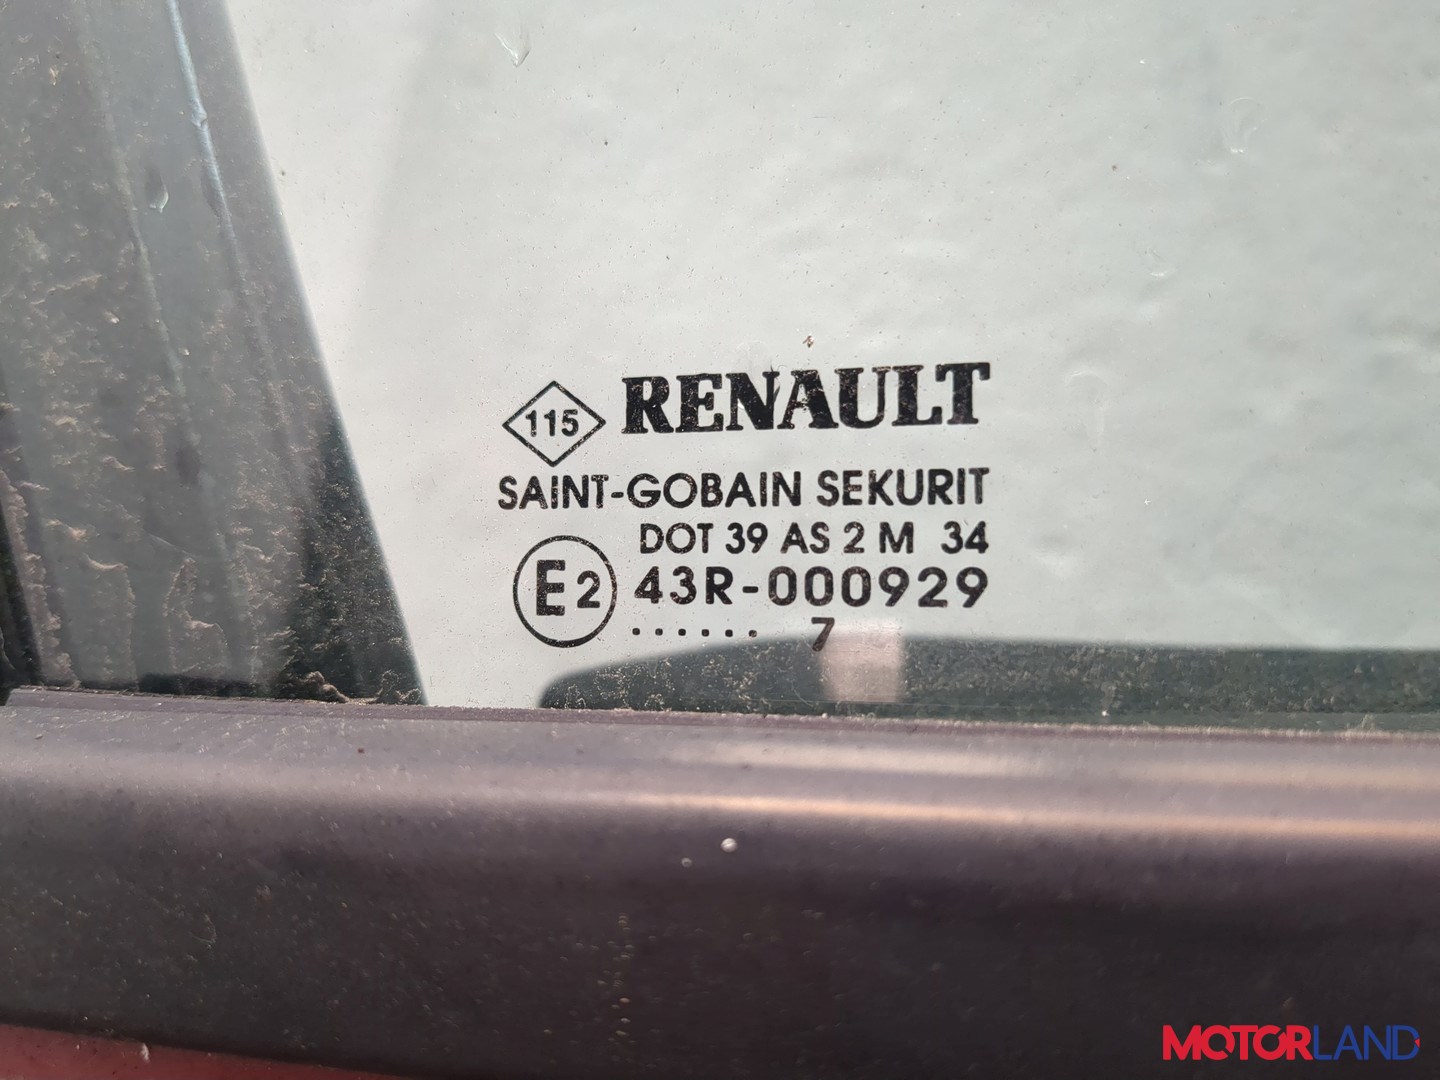 115 RENAULT
SAINT-GOBAIN SEKURIT
DOT 39 AS 2 M 34
E2 43R-000929
...... 7
MOTORLAND